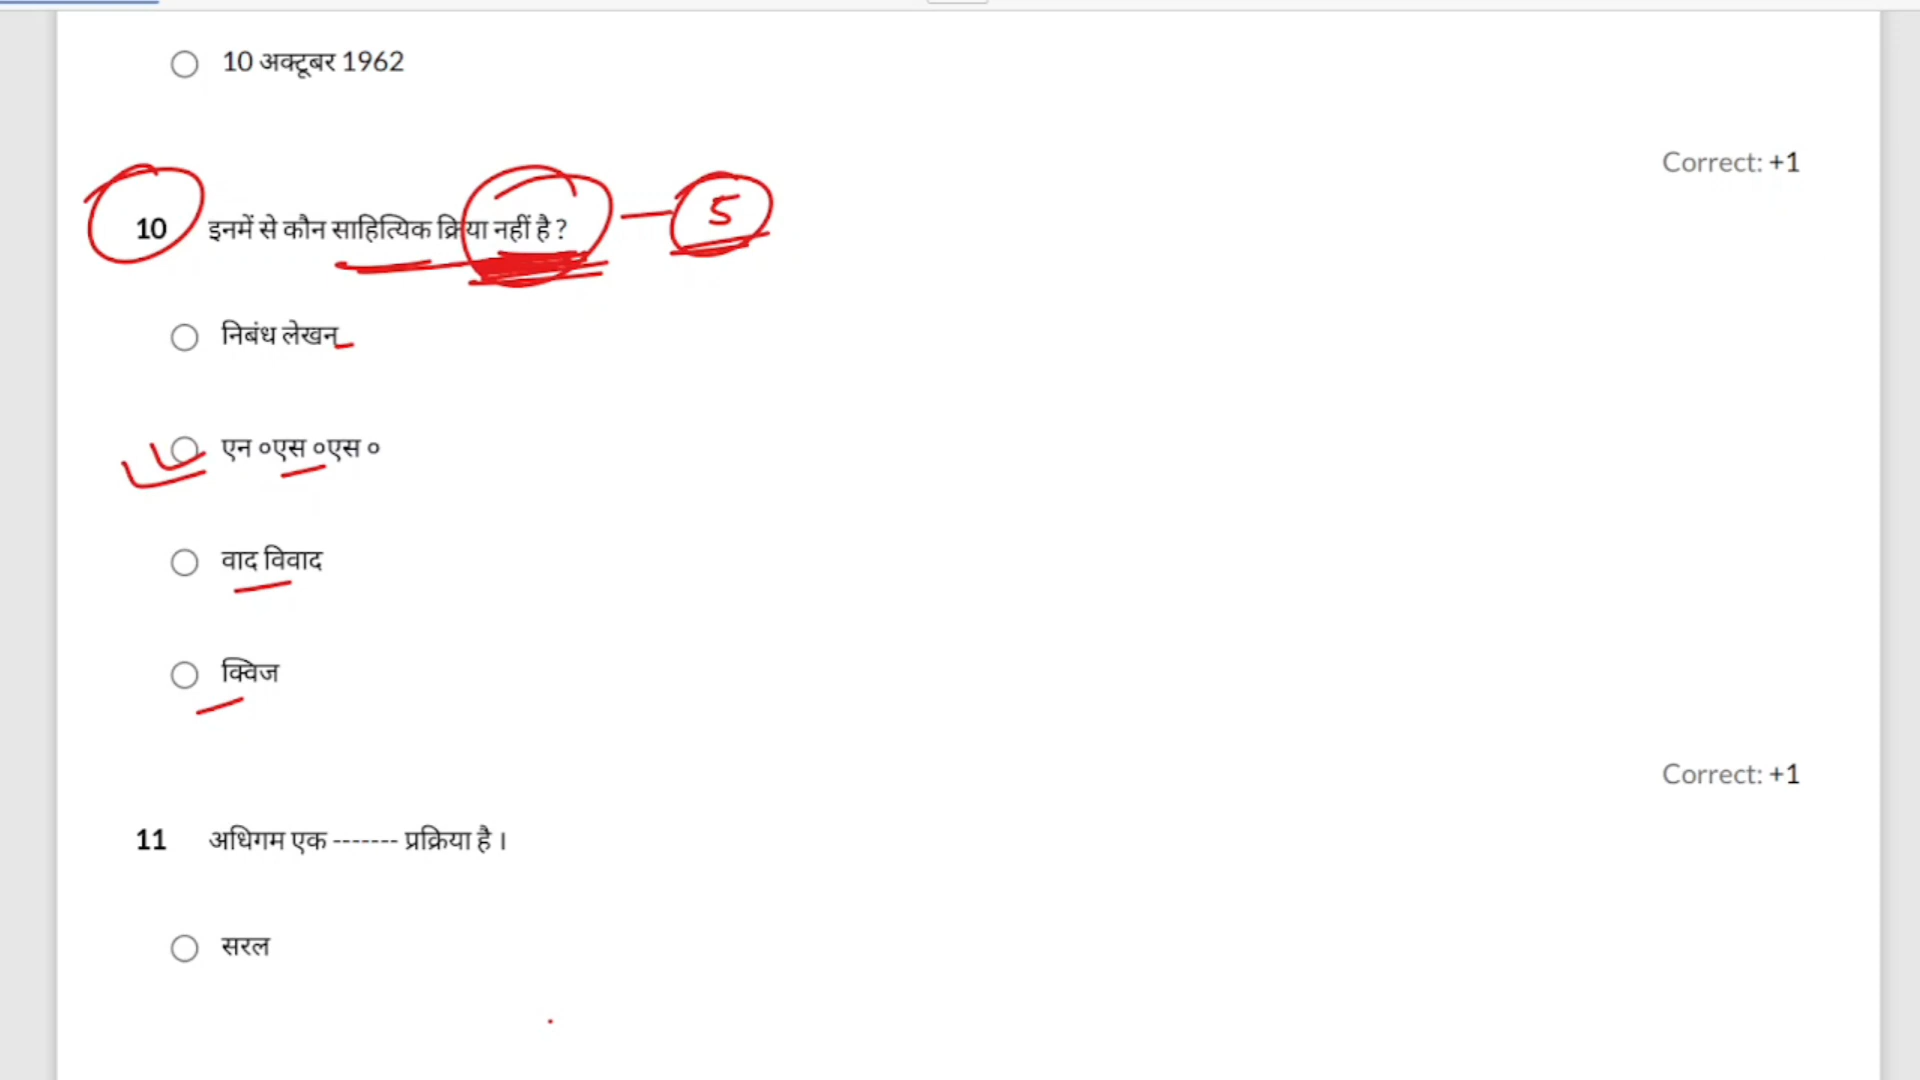 10 अक्टूबर 1962
Correct: +1
10 इनमें से कौन साहित्यिक क्रिया नहीं है ? 5
निबंध लेखन
एन ०एस ०एस ०
वाद विवाद
क्विज
Correct: +1
11 अधिगम एक ------- प्रक्रिया है ।
सरल